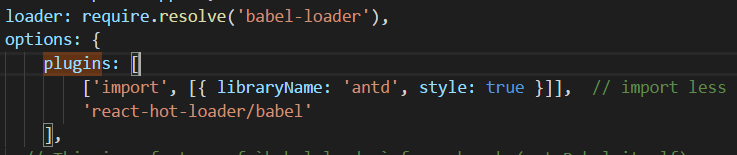 loader: require.resolve('babel-loader'),
options: {
plugins: [
['import', [{ libraryName: 'antd', style: true }]],  // import less
'react-hot-loader/babel'
],